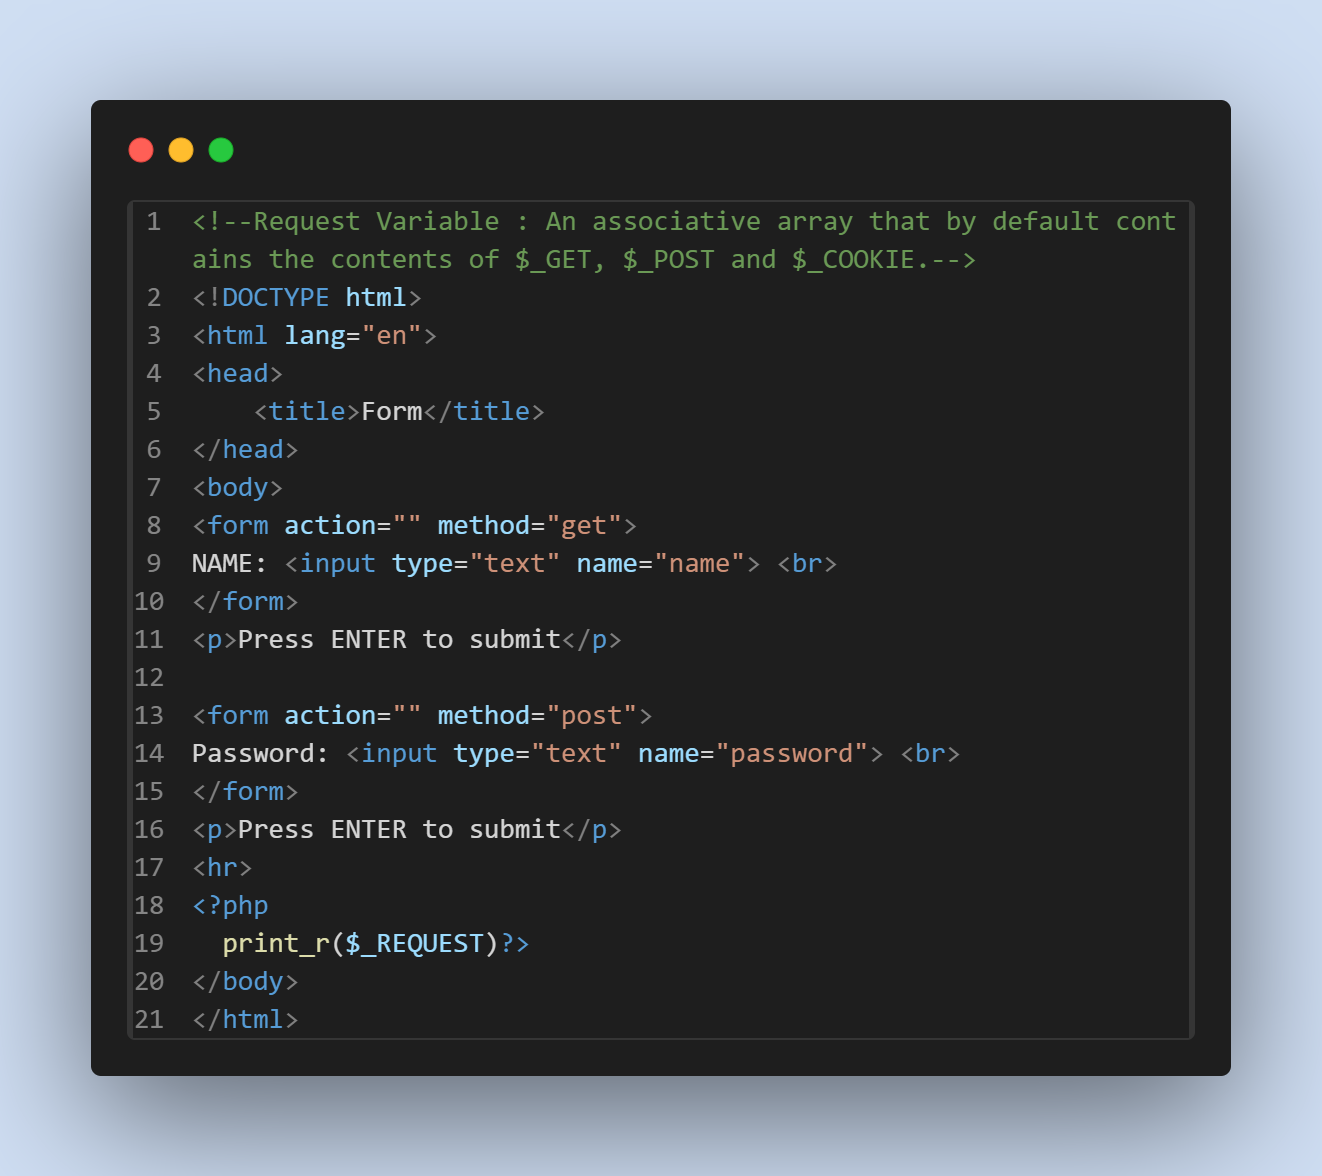 1 <!--Request Variable : An associative array that by default cont
ains the contents of $_GET, $_POST and $_COOKIE.-->
2 <!DOCTYPE html>
3 <html lang="en">
4 <head>
5     <title>Form</title>
6 </head>
7 <body>
8 <form action="" method="get">
9 NAME: <input type="text" name="name"> <br>
10 </form>
11 <p>Press ENTER to submit</p>
12
13 <form action="" method="post">
14 Password: <input type="text" name="password"> <br>
15 </form>
16 <p>Press ENTER to submit</p>
17 <hr>
18 <?php
19   print_r($_REQUEST)?>
20 </body>
21 </html>